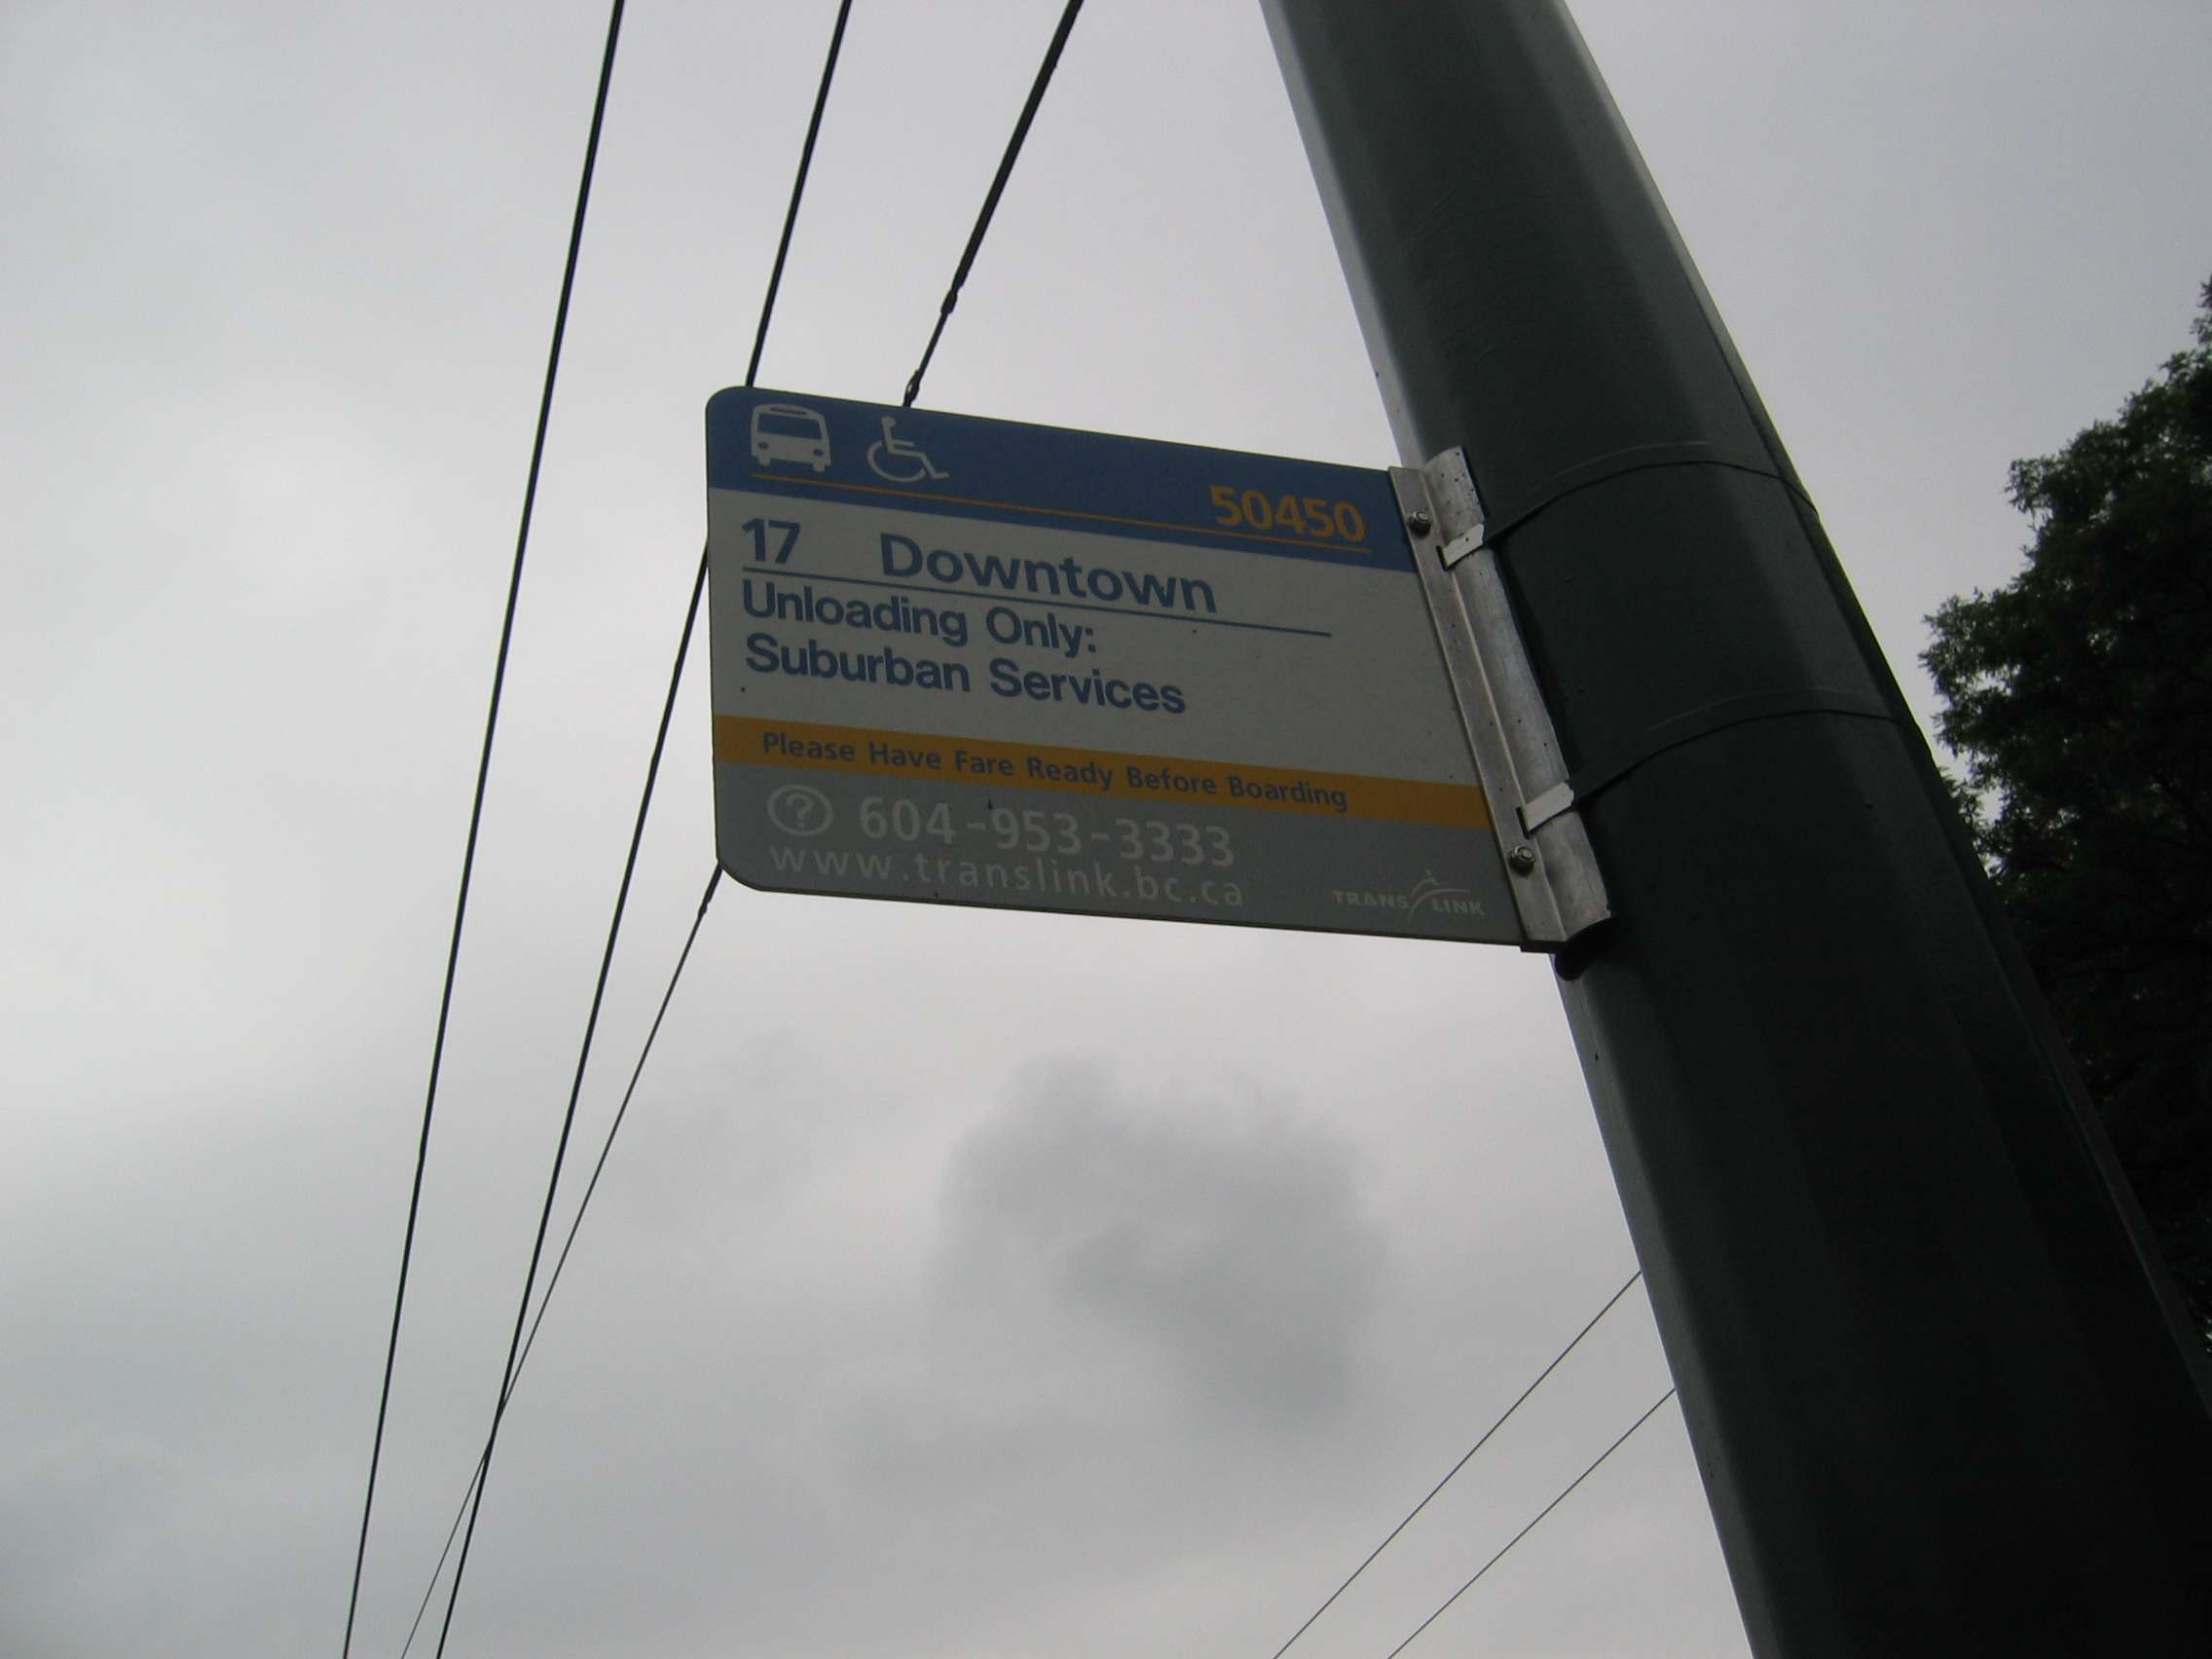 50450
17 Downtown
Unloading Only:
Suburban Services
Please Have Fare Ready Before Boarding
? 604-953-3333
www.translink.bc.ca
TRANS LINK